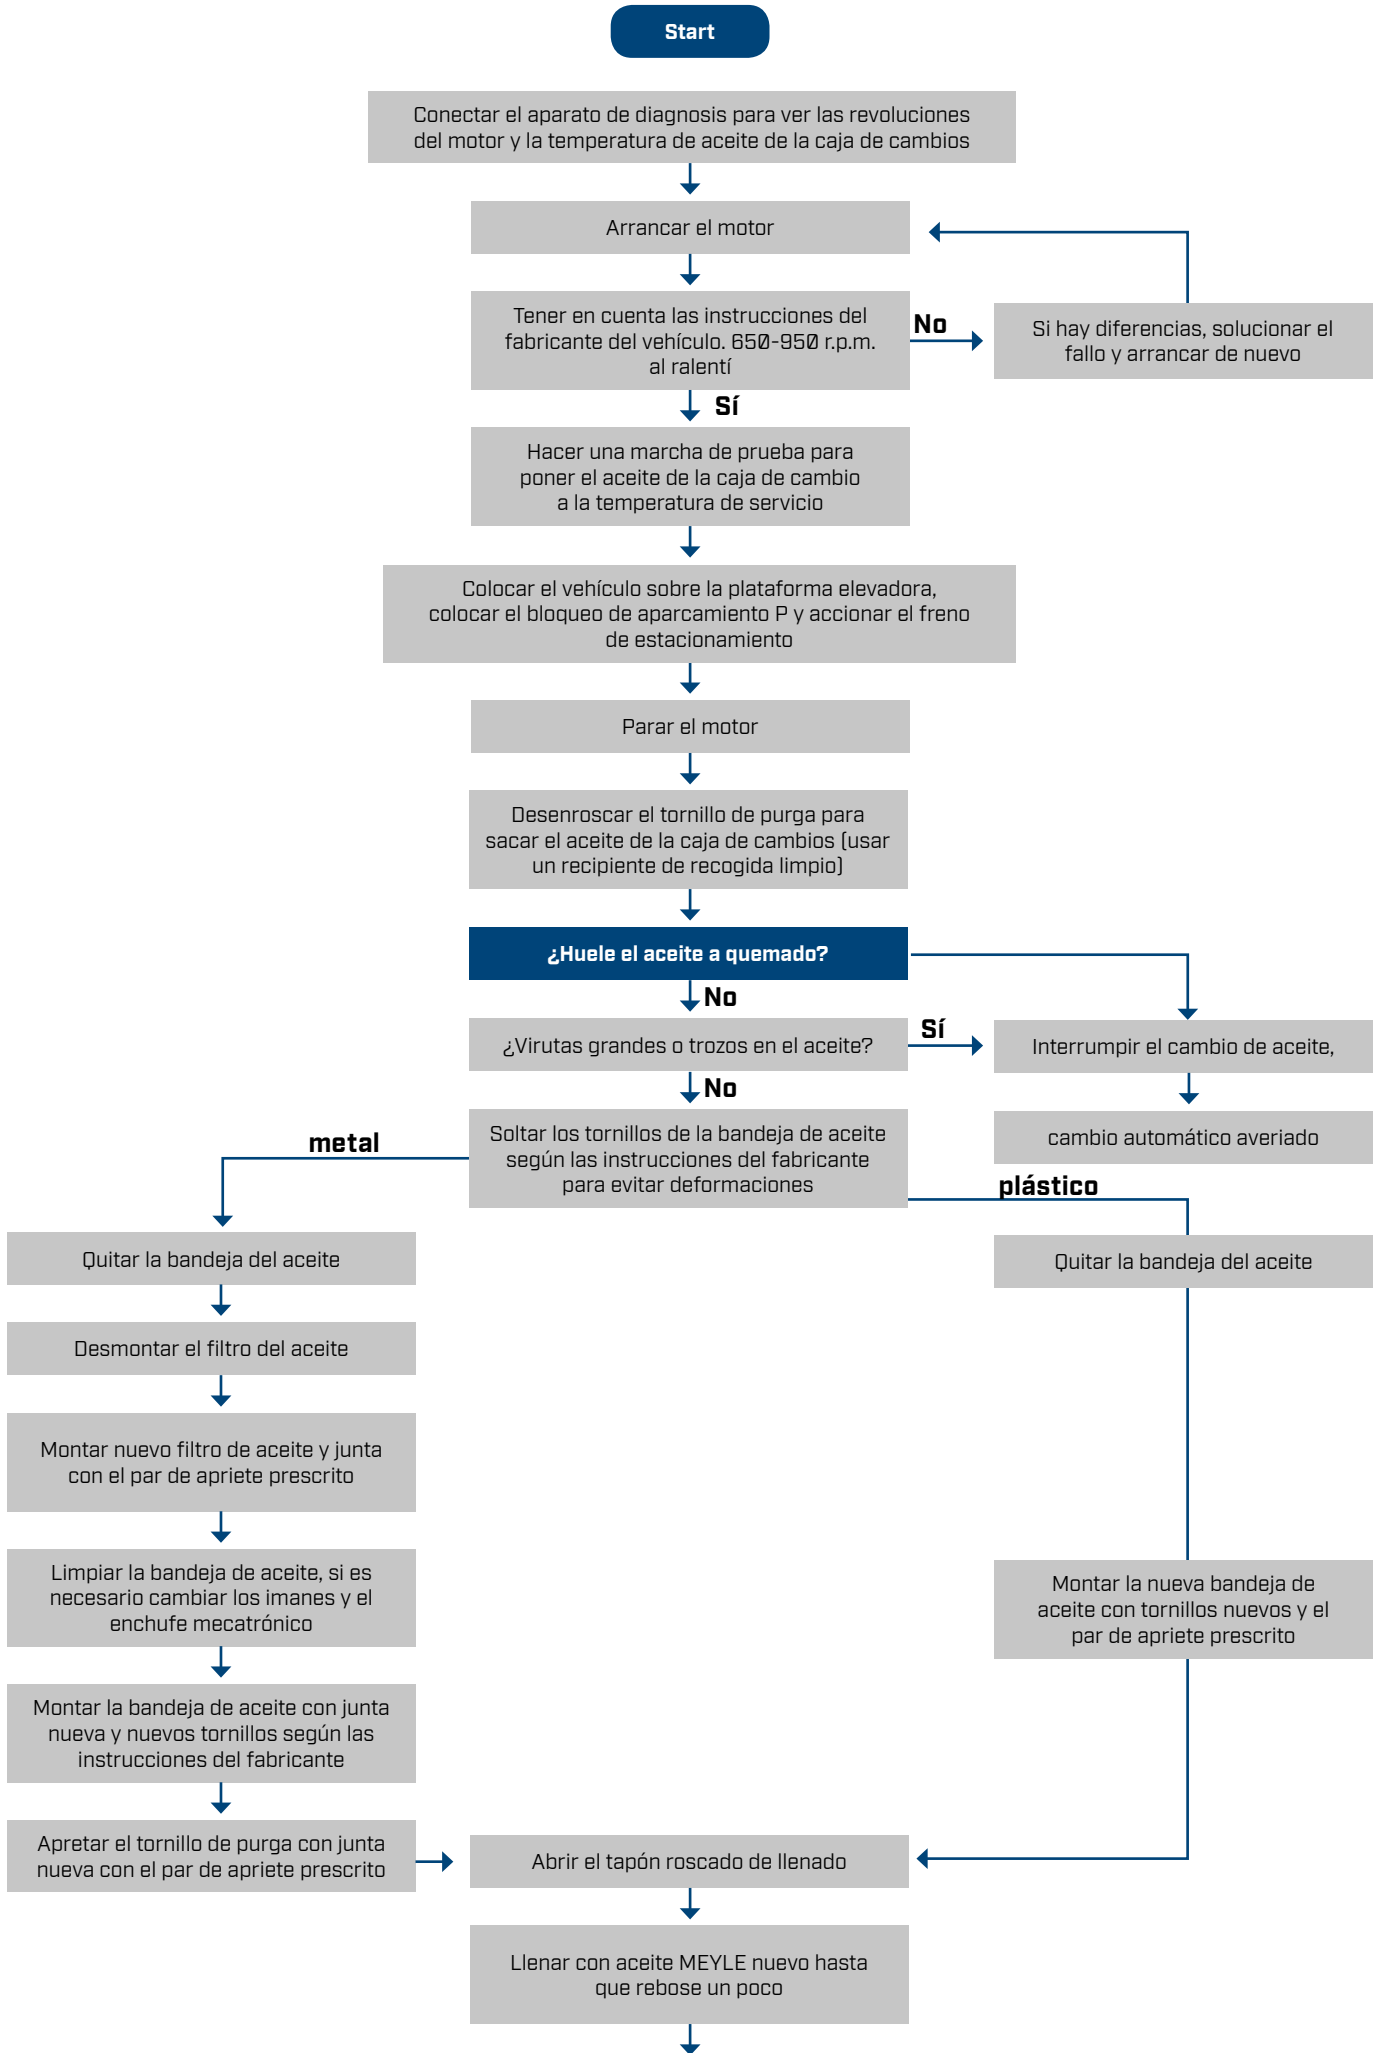 Start
Conectar el aparato de diagnosis para ver las revoluciones
del motor y la temperatura de aceite de la caja de cambios
Arrancar el motor
Tener en cuenta las instrucciones del
fabricante del vehículo. 650-950 r.p.m.
al ralentí
No
Si hay diferencias, solucionar el
fallo y arrancar de nuevo
Sí
Hacer una marcha de prueba para
poner el aceite de la caja de cambio
a la temperatura de servicio
Colocar el vehículo sobre la plataforma elevadora,
colocar el bloqueo de aparcamiento P y accionar el freno
de estacionamiento
Parar el motor
Desenroscar el tornillo de purga para
sacar el aceite de la caja de cambios (usar
un recipiente de recogida limpio)
¿Huele el aceite a quemado?
No
¿Virutas grandes o trozos en el aceite?
Sí
Interrumpir el cambio de aceite,
No
cambio automático averiado
Soltar los tornillos de la bandeja de aceite
según las instrucciones del fabricante
para evitar deformaciones
metal
plástico
Quitar la bandeja del aceite
Desmontar el filtro del aceite
Montar nuevo filtro de aceite y junta
con el par de apriete prescrito
Limpiar la bandeja de aceite, si es
necesario cambiar los imanes y el
enchufe mecatrónico
Montar la bandeja de aceite con junta
nueva y nuevos tornillos según las
instrucciones del fabricante
Apretar el tornillo de purga con junta
nueva con el par de apriete prescrito
Quitar la bandeja del aceite
Montar la nueva bandeja de
aceite con tornillos nuevos y el
par de apriete prescrito
Abrir el tapón roscado de llenado
Llenar con aceite MEYLE nuevo hasta
que rebose un poco